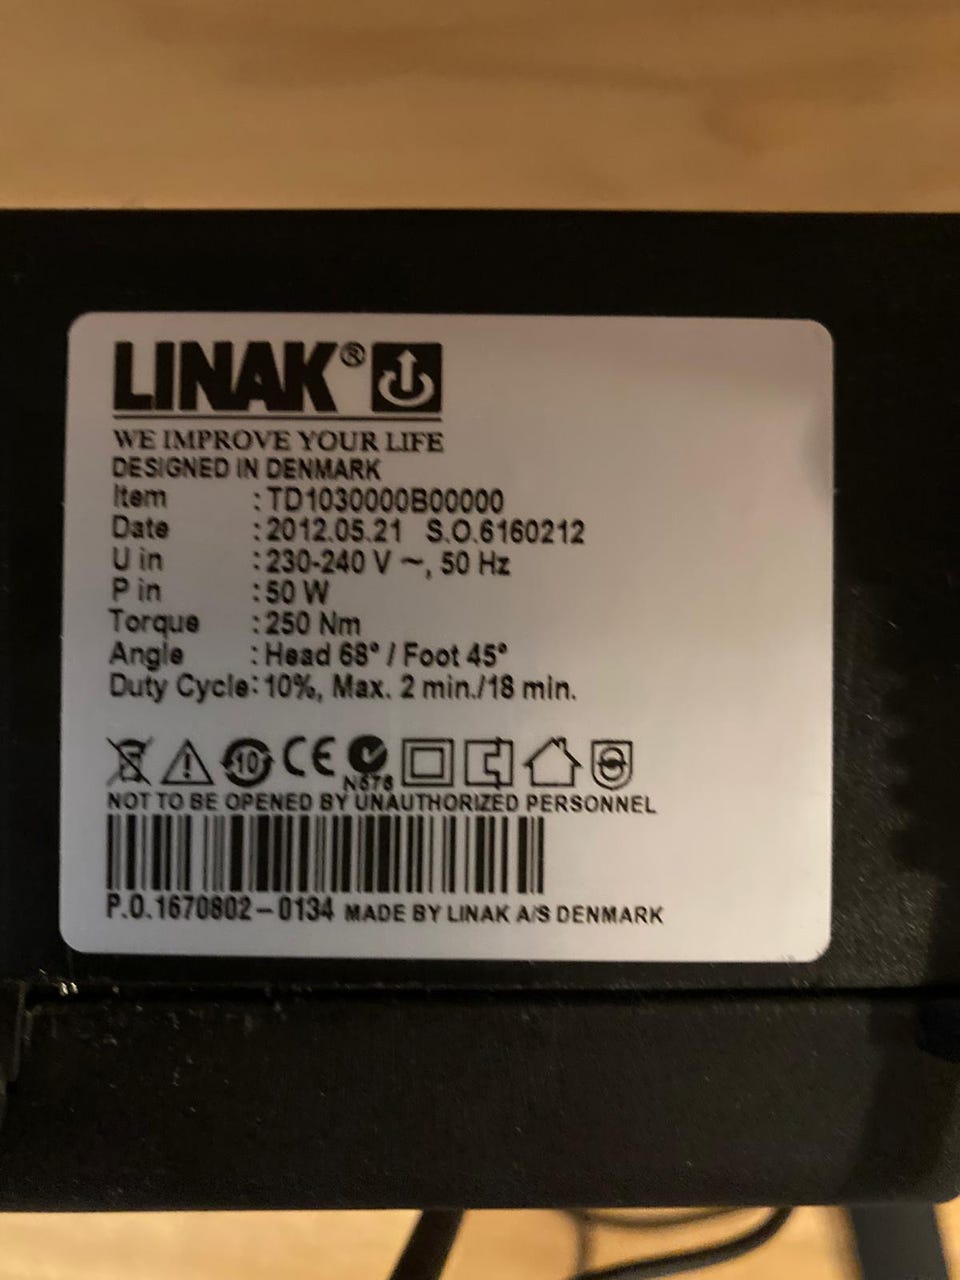 LINAK®
WE IMPROVE YOUR LIFE
DESIGNED IN DENMARK
Item : TD1030000B00000
Date : 2012.05.21 S.O.6160212
U in : 230-240 V ~, 50 Hz
P in : 50 W
Torque : 250 Nm
Angle : Head 68° / Foot 45°
Duty Cycle: 10%, Max. 2 min./18 min.
10 CE N676
NOT TO BE OPENED BY UNAUTHORIZED PERSONNEL
P.O.1670802-0134 MADE BY LINAK A/S DENMARK